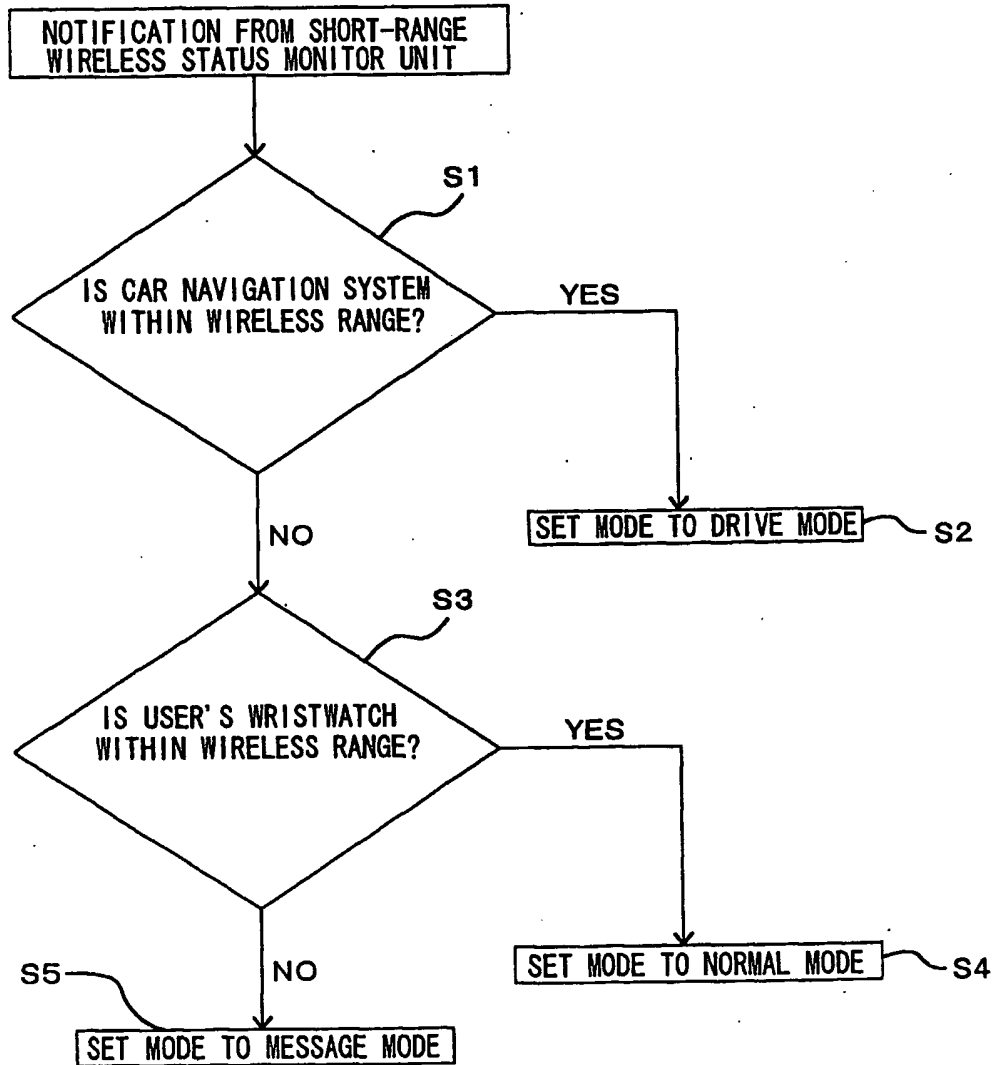 NOTIFICATION FROM SHORT-RANGE
WIRELESS STATUS MONITOR UNIT
S1
IS CAR NAVIGATION SYSTEM
WITHIN WIRELESS RANGE?
YES
SET MODE TO DRIVE MODE
S2
NO
S3
IS USER'S WRISTWATCH
WITHIN WIRELESS RANGE?
YES
SET MODE TO NORMAL MODE
S4
NO
S5
SET MODE TO MESSAGE MODE